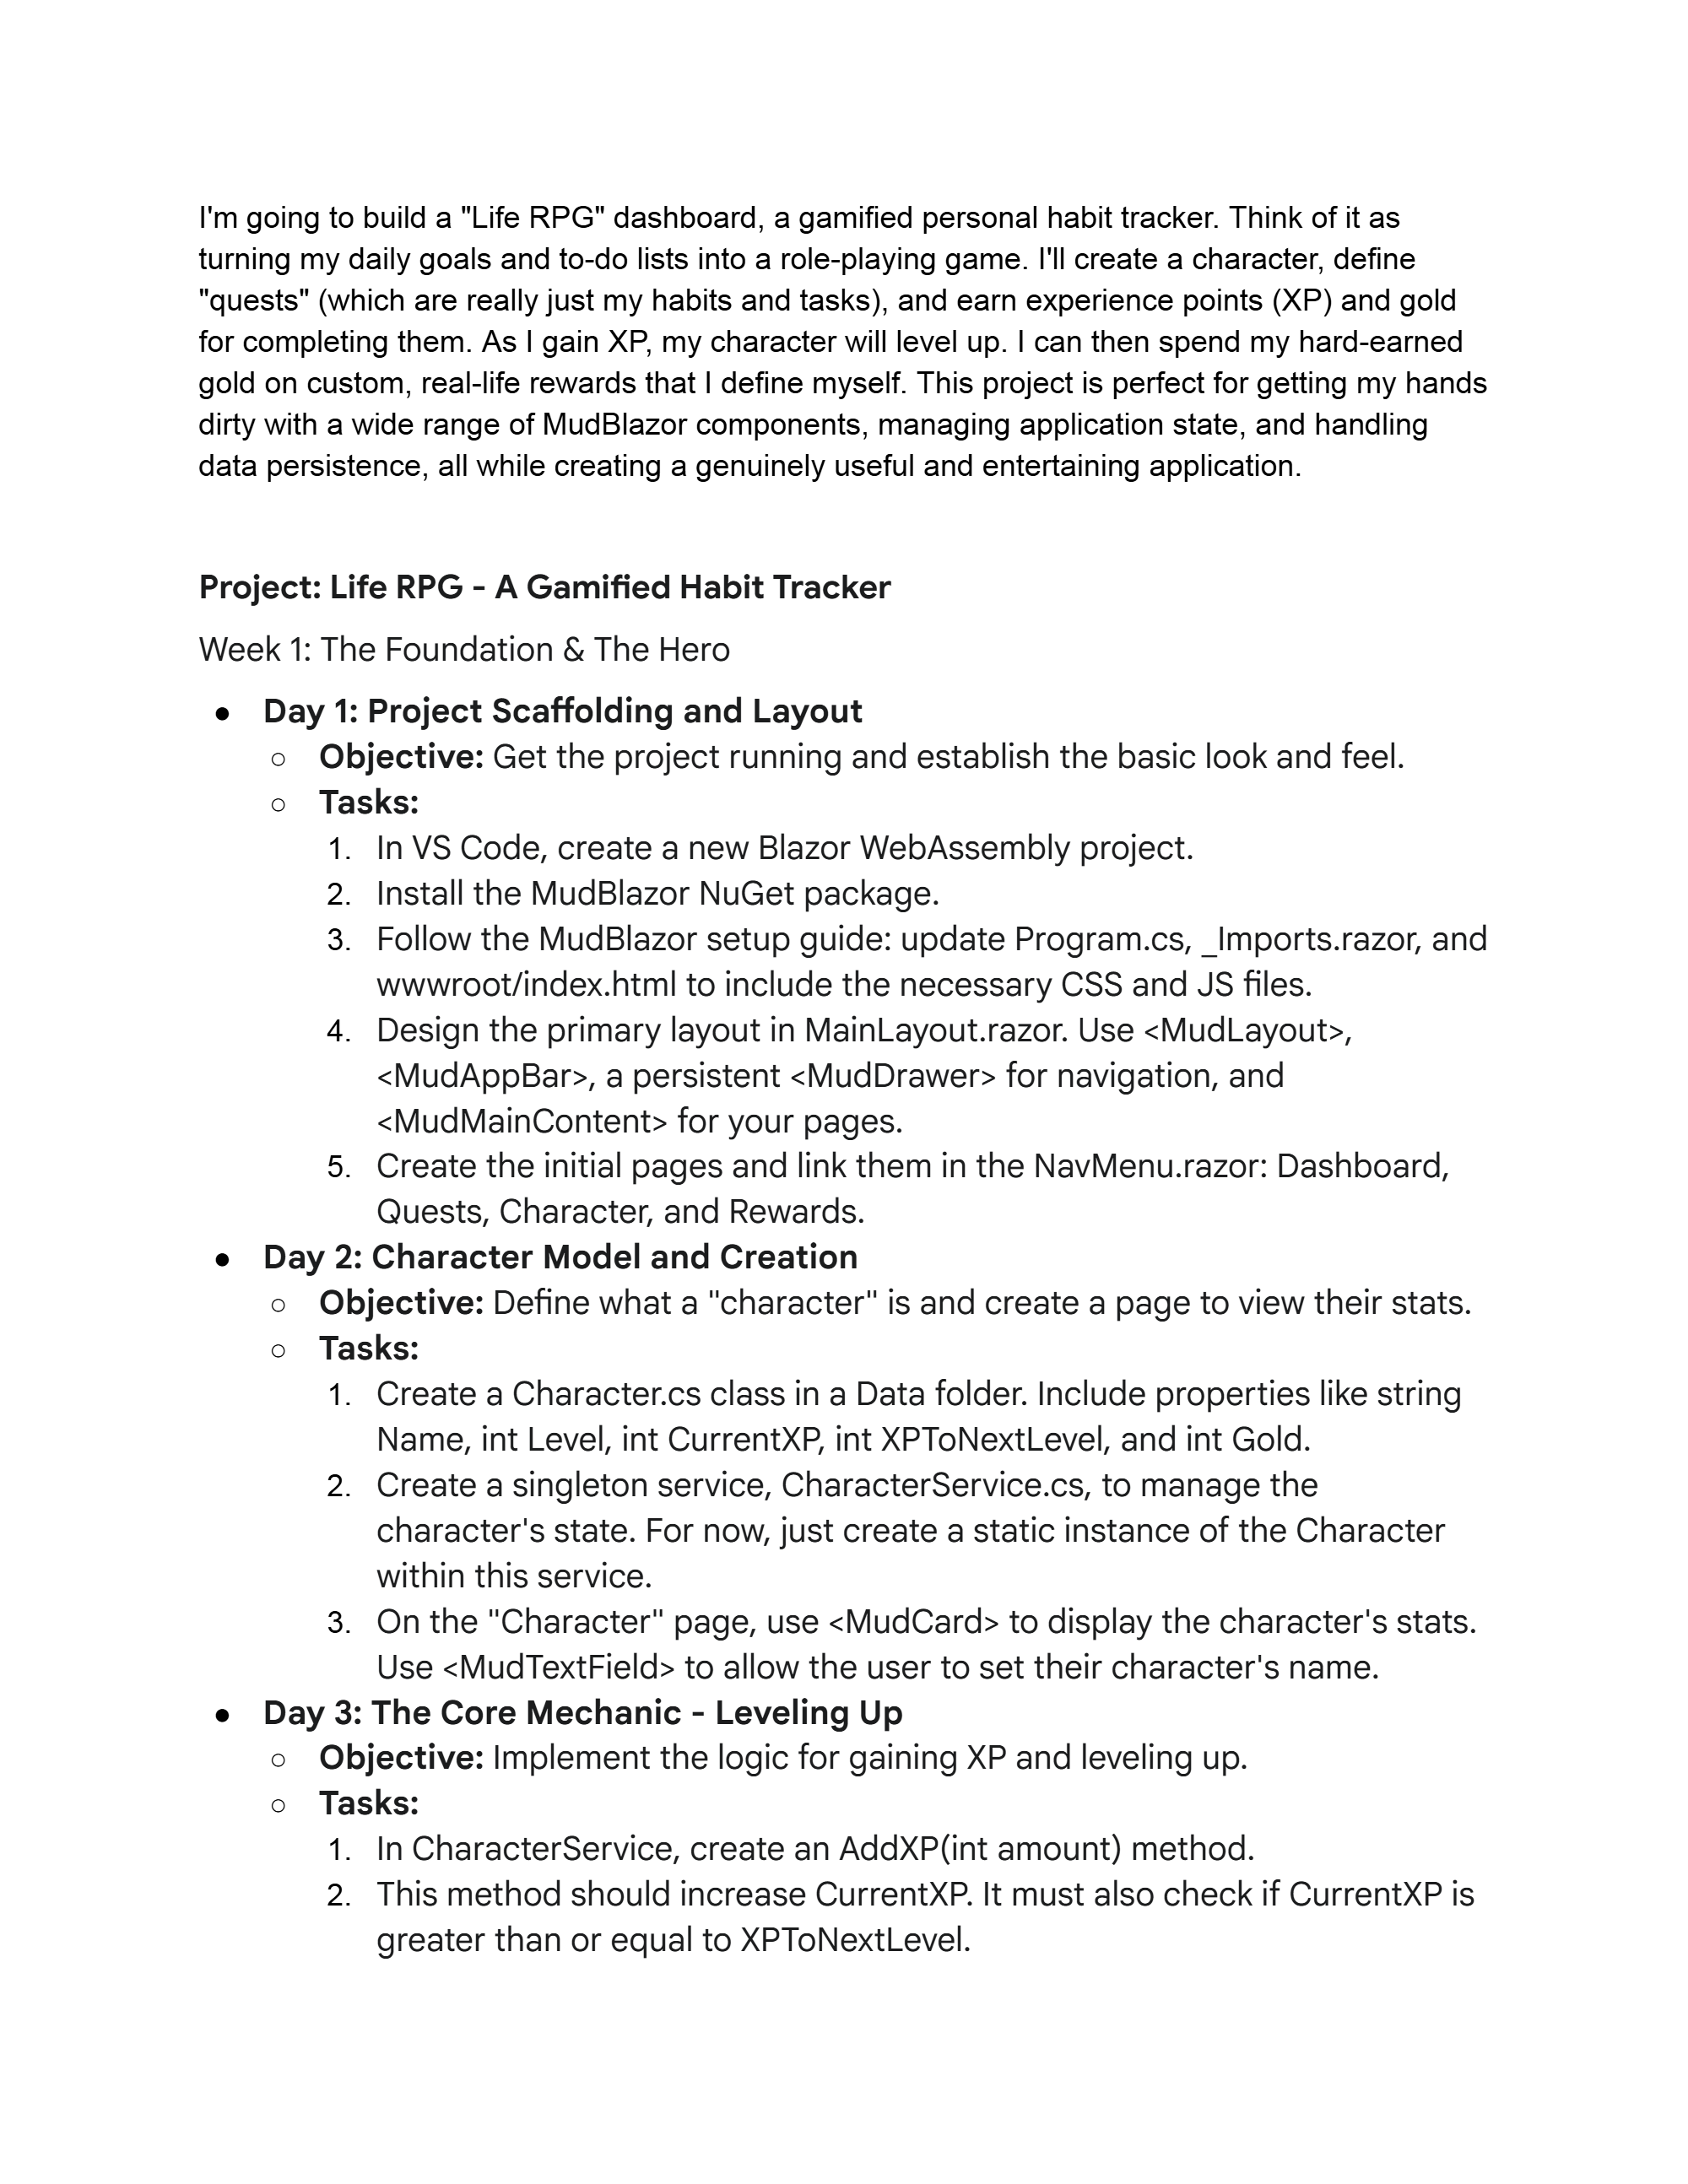 I'm going to build a "Life RPG" dashboard, a gamified personal habit tracker. Think of it as
turning my daily goals and to-do lists into a role-playing game. I'll create a character, define
"quests" (which are really just my habits and tasks), and earn experience points (XP) and gold
for completing them. As I gain XP, my character will level up. I can then spend my hard-earned
gold on custom, real-life rewards that I define myself. This project is perfect for getting my hands
dirty with a wide range of MudBlazor components, managing application state, and handling
data persistence, all while creating a genuinely useful and entertaining application.
Project: Life RPG - A Gamified Habit Tracker
Week 1: The Foundation & The Hero
● Day 1: Project Scaffolding and Layout
○ Objective: Get the project running and establish the basic look and feel.
○ Tasks:
1. In VS Code, create a new Blazor WebAssembly project.
2. Install the MudBlazor NuGet package.
3. Follow the MudBlazor setup guide: update Program.cs, _Imports.razor, and
wwwroot/index.html to include the necessary CSS and JS files.
4. Design the primary layout in MainLayout.razor. Use <MudLayout>,
<MudAppBar>, a persistent <MudDrawer> for navigation, and
<MudMainContent> for your pages.
5. Create the initial pages and link them in the NavMenu.razor: Dashboard,
Quests, Character, and Rewards.
● Day 2: Character Model and Creation
○ Objective: Define what a "character" is and create a page to view their stats.
○ Tasks:
1. Create a Character.cs class in a Data folder. Include properties like string
Name, int Level, int CurrentXP, int XPToNextLevel, and int Gold.
2. Create a singleton service, CharacterService.cs, to manage the
character's state. For now, just create a static instance of the Character
within this service.
3. On the "Character" page, use <MudCard> to display the character's stats.
Use <MudTextField> to allow the user to set their character's name.
● Day 3: The Core Mechanic - Leveling Up
○ Objective: Implement the logic for gaining XP and leveling up.
○ Tasks:
1. In CharacterService, create an AddXP(int amount) method.
2. This method should increase CurrentXP. It must also check if CurrentXP is
greater than or equal to XPToNextLevel.